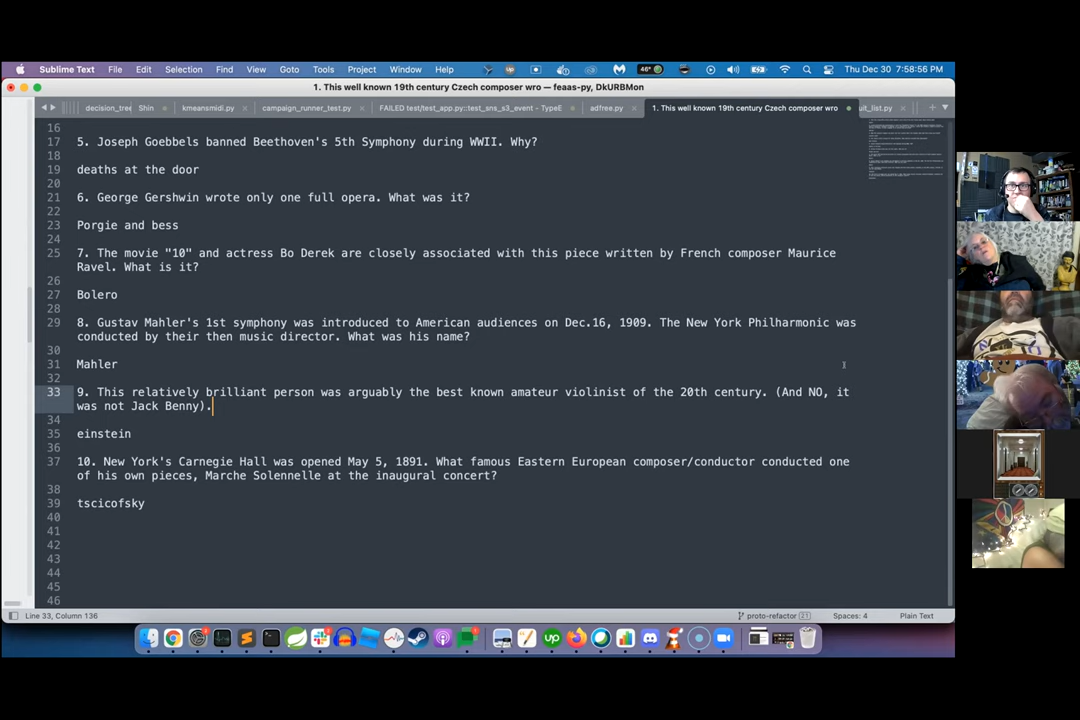 Sublime Text File Edit Selection Find View Goto Tools Project Window Help 46° Thu Dec 30 7:58:56 PM
1. This well known 19th century Czech composer wro — feaas-py, DkURBMon
decision_tree Shin kmeansmidi.py campaign_runner_test.py FAILED test/test_app.py::test_sns_s3_event - TypeE adfree.py 1. This well known 19th century Czech composer wro uit_list.py
16
17 5. Joseph Goebbels banned Beethoven's 5th Symphony during WWII. Why?
18
19 deaths at the door
20
21 6. George Gershwin wrote only one full opera. What was it?
22
23 Porgie and bess
24
25 7. The movie "10" and actress Bo Derek are closely associated with this piece written by French composer Maurice
Ravel. What is it?
26
27 Bolero
28
29 8. Gustav Mahler's 1st symphony was introduced to American audiences on Dec.16, 1909. The New York Philharmonic was
conducted by their then music director. What was his name?
30
31 Mahler
32
33 9. This relatively brilliant person was arguably the best known amateur violinist of the 20th century. (And NO, it
was not Jack Benny).
34
35 einstein
36
37 10. New York's Carnegie Hall was opened May 5, 1891. What famous Eastern European composer/conductor conducted one
of his own pieces, Marche Solennelle at the inaugural concert?
38
39 tscicofsky
40
41
42
43
44
45
46
Line 33, Column 136 proto-refactor 21 Spaces: 4 Plain Text